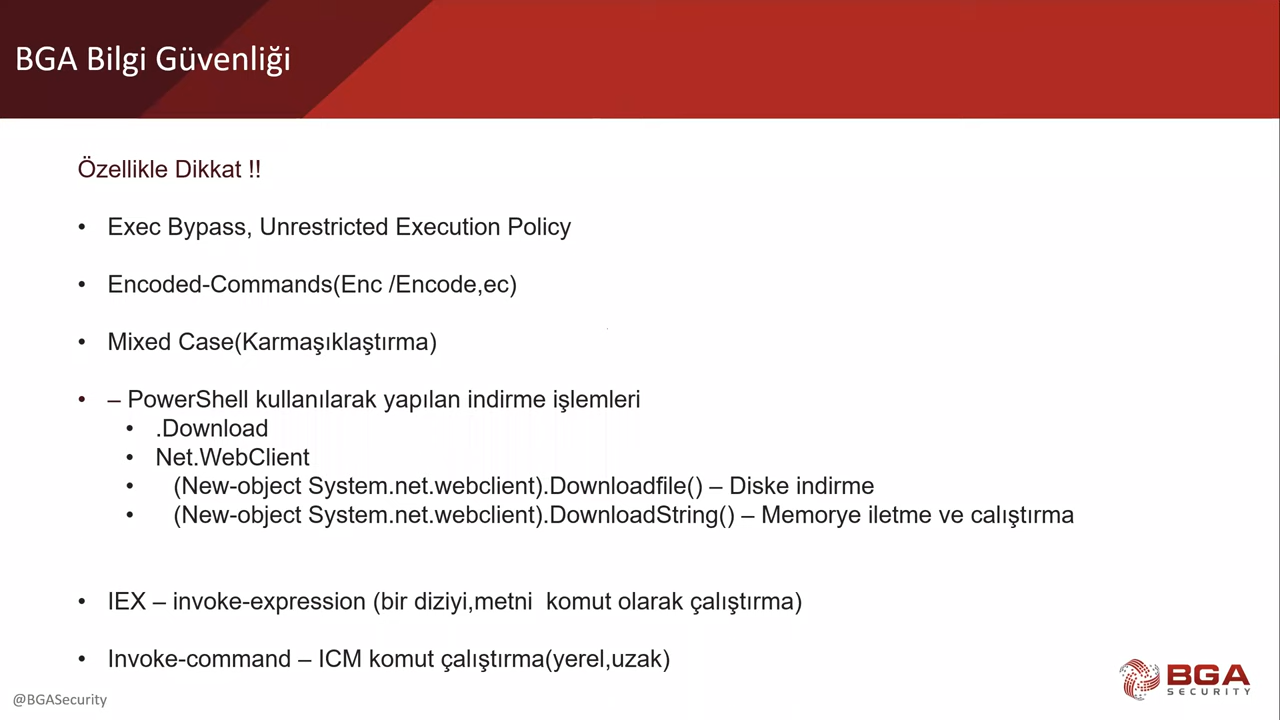 BGA Bilgi Güvenliği
Özellikle Dikkat !!
• Exec Bypass, Unrestricted Execution Policy
• Encoded-Commands(Enc /Encode,ec)
• Mixed Case(Karmaşıklaştırma)
• – PowerShell kullanılarak yapılan indirme işlemleri
• .Download
• Net.WebClient
• (New-object System.net.webclient).Downloadfile() – Diske indirme
• (New-object System.net.webclient).DownloadString() – Memorye iletme ve calıştırma
• IEX – invoke-expression (bir diziyi,metni komut olarak çalıştırma)
• Invoke-command – ICM komut çalıştırma(yerel,uzak)
@BGASecurity
BGA
SECURITY